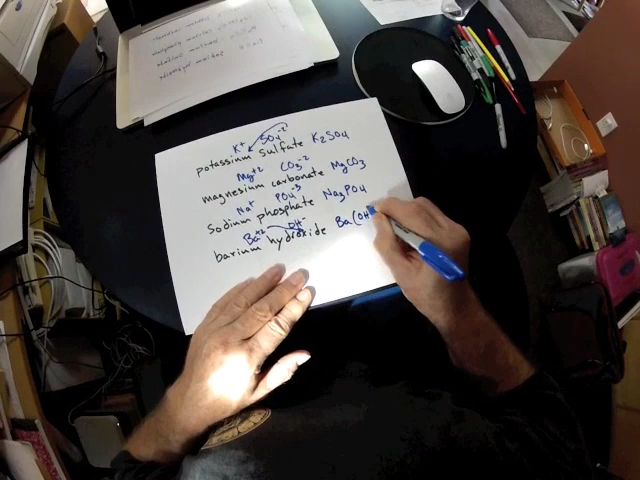 K+ SO4-2
potassium sulfate K2SO4
Mg+2 CO3-2
magnesium carbonate MgCO3
Na+ PO4-3
sodium phosphate Na3PO4
Ba+2 OH-
barium hydroxide Ba(OH